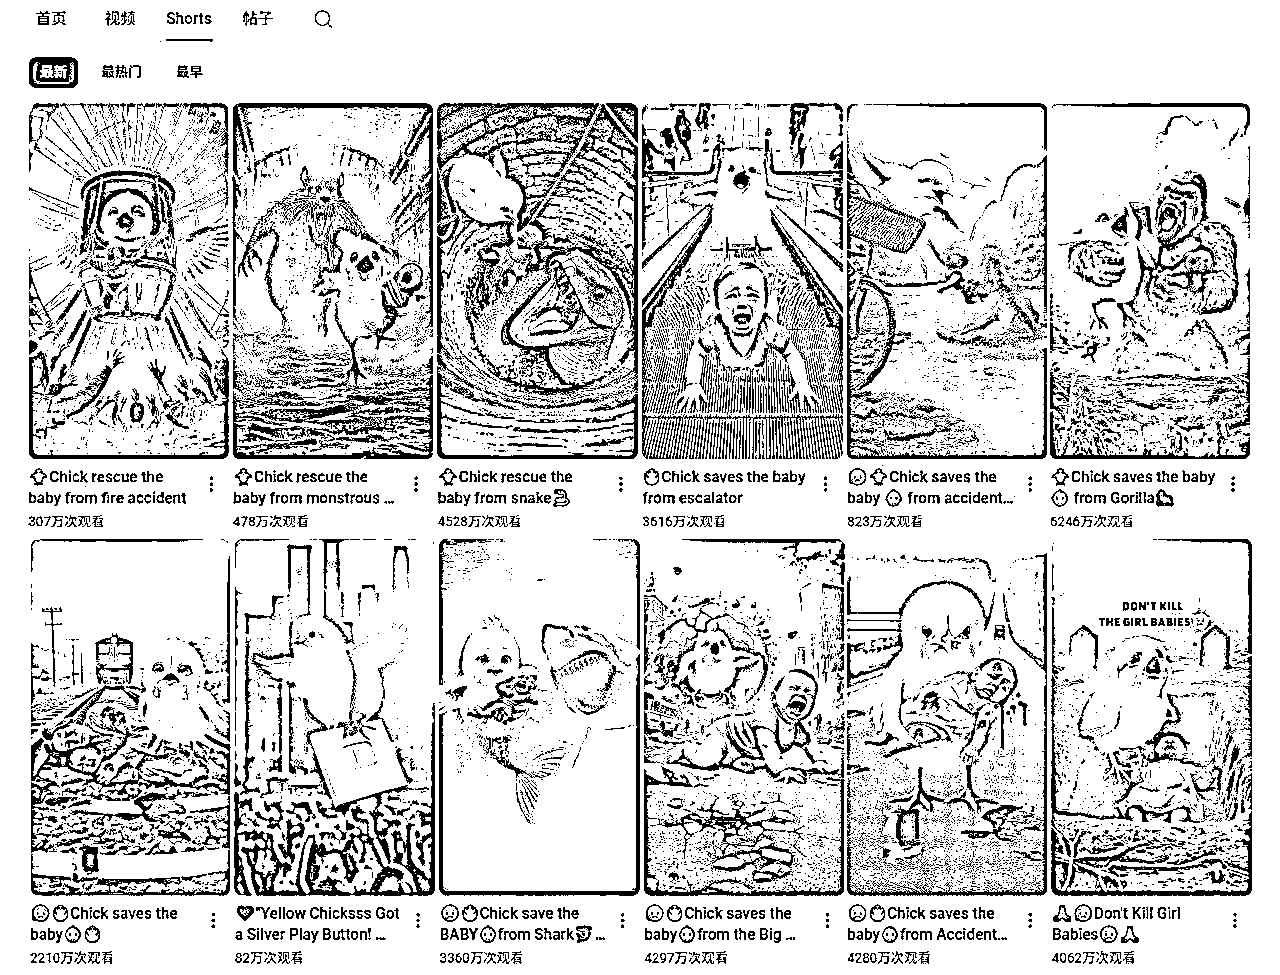 首页 视频 Shorts 帖子
最新 最热门 最早
Chick rescue the
baby from fire accident
307万次观看
Chick rescue the
baby from monstrous ...
478万次观看
Chick rescue the
baby from snake
4528万次观看
Chick saves the baby
from escalator
3616万次观看
Chick saves the
baby from accident...
823万次观看
Chick saves the baby
from Gorilla
6246万次观看
DON'T KILL
THE GIRL BABIES!
Chick saves the
baby
2210万次观看
"Yellow Chicksss Got
a Silver Play Button! ...
82万次观看
Chick save the
BABY from Shark ...
3360万次观看
Chick saves the
baby from the Big ...
4297万次观看
Chick saves the
baby from Accident...
4280万次观看
Don't Kill Girl
Babies
4062万次观看